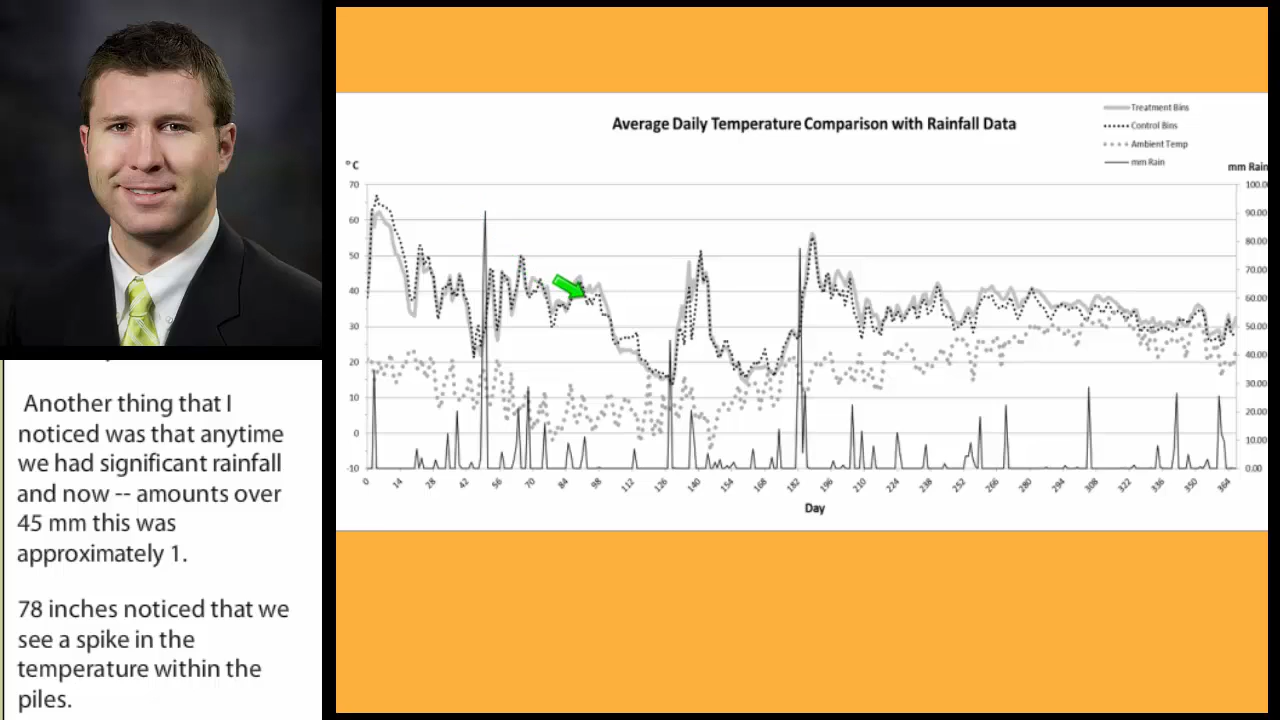 Another thing that I
noticed was that anytime
we had significant rainfall
and now -- amounts over
45 mm this was
approximately 1.
78 inches noticed that we
see a spike in the
temperature within the
piles.
Average Daily Temperature Comparison with Rainfall Data
Treatment Bins
Control Bins
Ambient Temp
mm Rain
°C
mm Rain
70
60
50
40
30
20
10
0
-10
100.00
90.00
80.00
70.00
60.00
50.00
40.00
30.00
20.00
10.00
0.00
0 14 28 42 56 70 84 98 112 126 140 154 168 182 196 210 224 238 252 266 280 294 308 322 336 350 364
Day